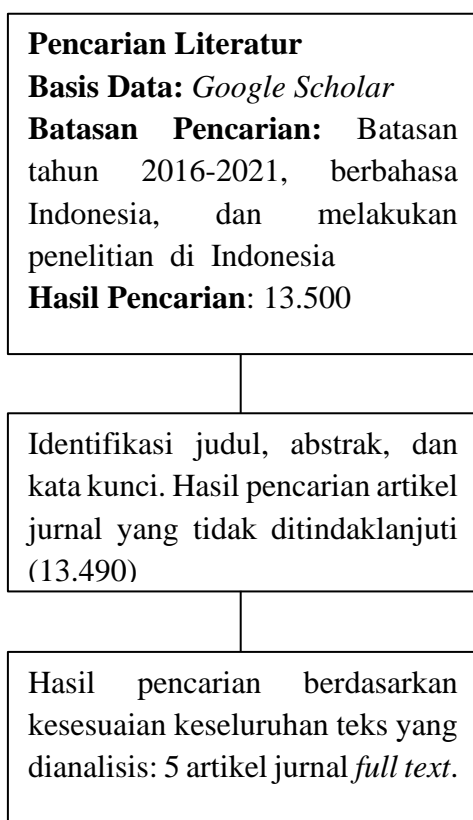 Pencarian Literatur
Basis Data: Google Scholar
Batasan Pencarian: Batasan
tahun 2016-2021, berbahasa
Indonesia, dan melakukan
penelitian di Indonesia
Hasil Pencarian: 13.500
Identifikasi judul, abstrak, dan
kata kunci. Hasil pencarian artikel
jurnal yang tidak ditindaklanjuti
(13.490)
Hasil pencarian berdasarkan
kesesuaian keseluruhan teks yang
dianalisis: 5 artikel jurnal full text.